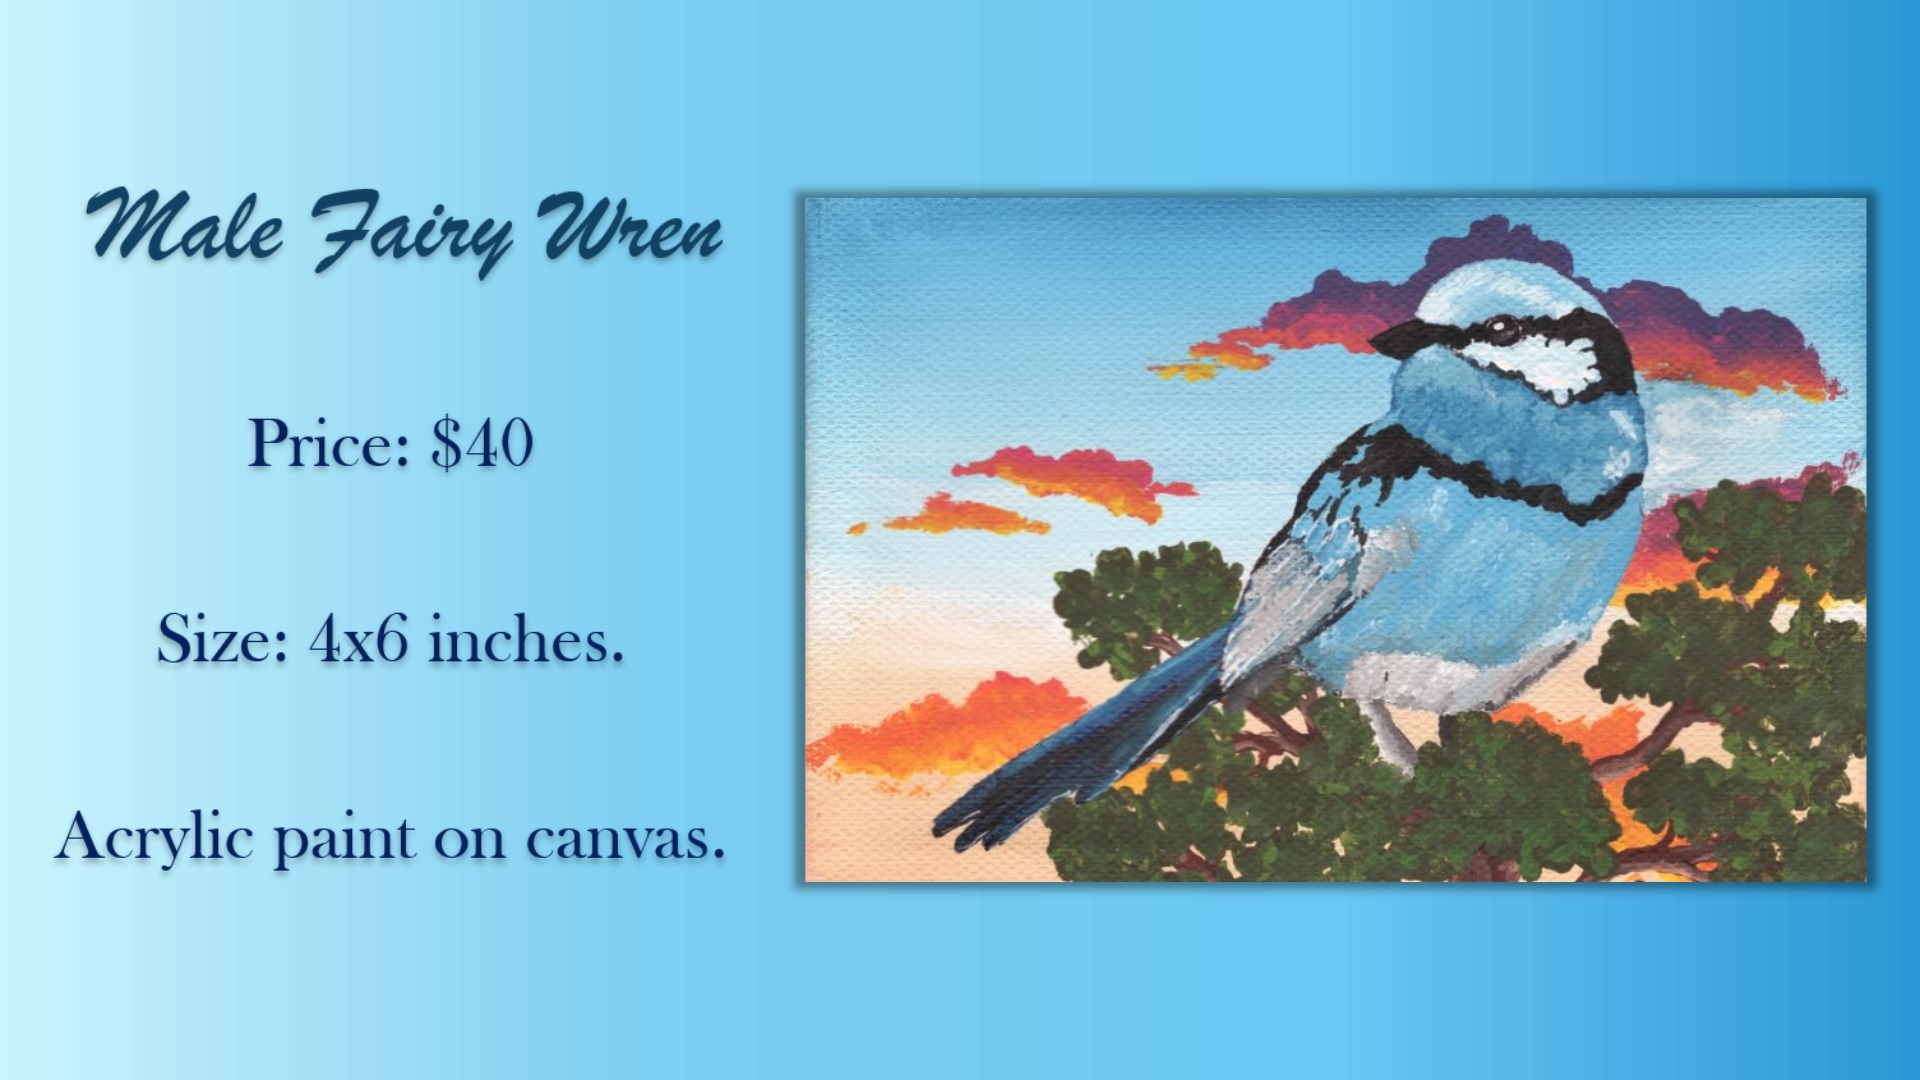 Male Fairy Wren
Price: $40
Size: 4x6 inches.
Acrylic paint on canvas.